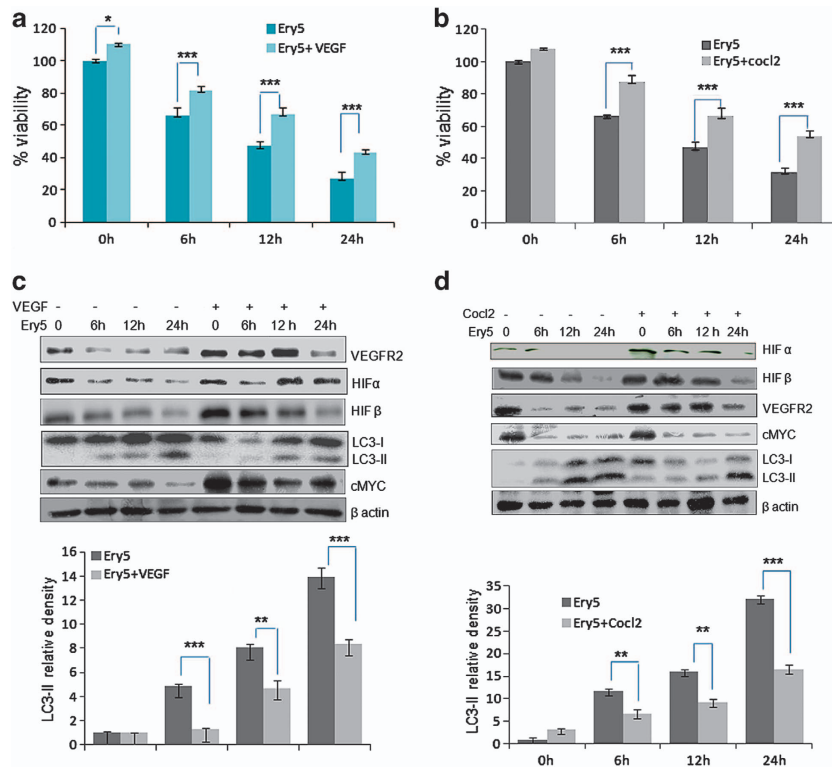 a
% viability
120
100
80
60
40
20
0
Ery5
Ery5+ VEGF
* *** *** ***
0h 6h 12h 24h
b
% viability
120
100
80
60
40
20
0
Ery5
Ery5+cocl2
*** *** ***
0h 6h 12h 24h
c
VEGF - - - - + + + +
Ery5 0 6h 12h 24h 0 6h 12 h 24h
VEGFR2
HIFα
HIF β
LC3-I
LC3-II
cMYC
β actin
LC3-II relative density
16
14
12
10
8
6
4
2
0
Ery5
Ery5+VEGF
*** ** ***
d
Cocl2 - - - - + + + +
Ery5 0 6h 12h 24h 0 6h 12 h 24h
HIF α
HIF β
VEGFR2
cMYC
LC3-I
LC3-II
β actin
LC3-II relative density
35
30
25
20
15
10
5
0
Ery5
Ery5+Cocl2
** ** ***
0h 6h 12h 24h